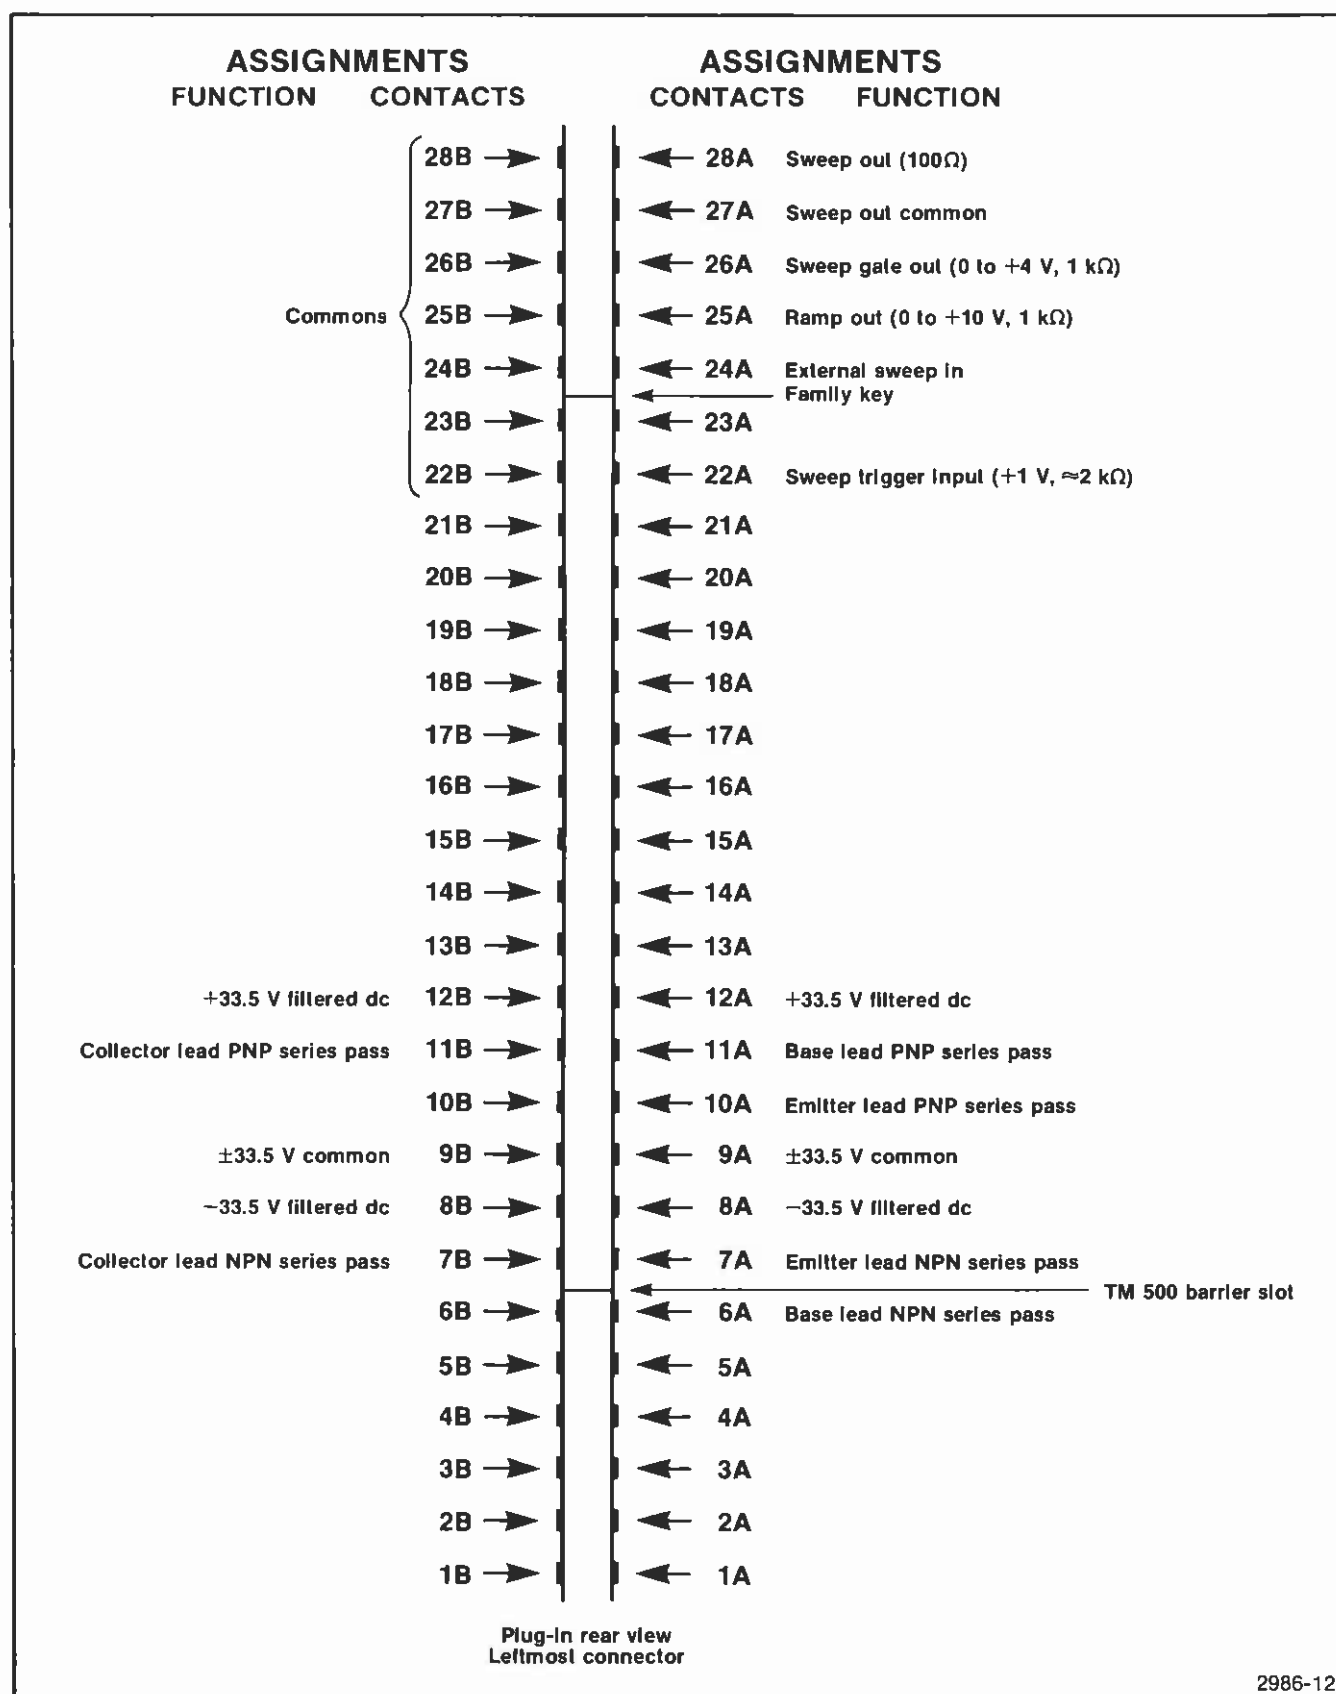 ASSIGNMENTS ASSIGNMENTS
FUNCTION CONTACTS CONTACTS FUNCTION
28B 28A Sweep out (100Ω)
27B 27A Sweep out common
26B 26A Sweep gate out (0 to +4 V, 1 kΩ)
Commons 25B 25A Ramp out (0 to +10 V, 1 kΩ)
24B 24A External sweep in
Family key
23B 23A
22B 22A Sweep trigger input (+1 V, ≈2 kΩ)
21B 21A
20B 20A
19B 19A
18B 18A
17B 17A
16B 16A
15B 15A
14B 14A
13B 13A
+33.5 V filtered dc 12B 12A +33.5 V filtered dc
Collector lead PNP series pass 11B 11A Base lead PNP series pass
10B 10A Emitter lead PNP series pass
±33.5 V common 9B 9A ±33.5 V common
−33.5 V filtered dc 8B 8A −33.5 V filtered dc
Collector lead NPN series pass 7B 7A Emitter lead NPN series pass
TM 500 barrier slot
6B 6A Base lead NPN series pass
5B 5A
4B 4A
3B 3A
2B 2A
1B 1A
Plug-in rear view
Leftmost connector
2986-12